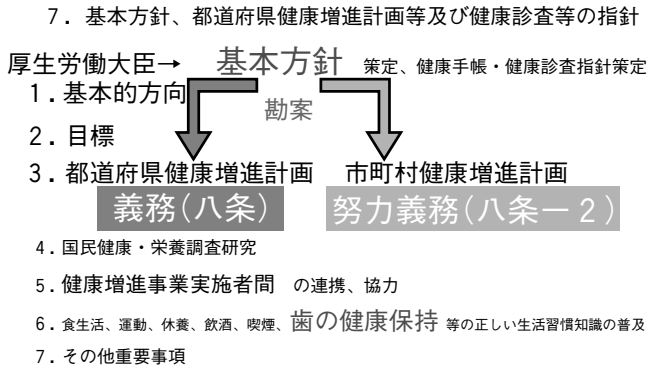 7．基本方針、都道府県健康増進計画等及び健康診査等の指針
厚生労働大臣→　基本方針　策定、健康手帳・健康診査指針策定
1．基本的方向
勘案
2．目標
3．都道府県健康増進計画　市町村健康増進計画
義務(八条)　努力義務(八条ー２)
4．国民健康・栄養調査研究
5．健康増進事業実施者間　の連携、協力
6．食生活、運動、休養、飲酒、喫煙、歯の健康保持 等の正しい生活習慣知識の普及
7．その他重要事項